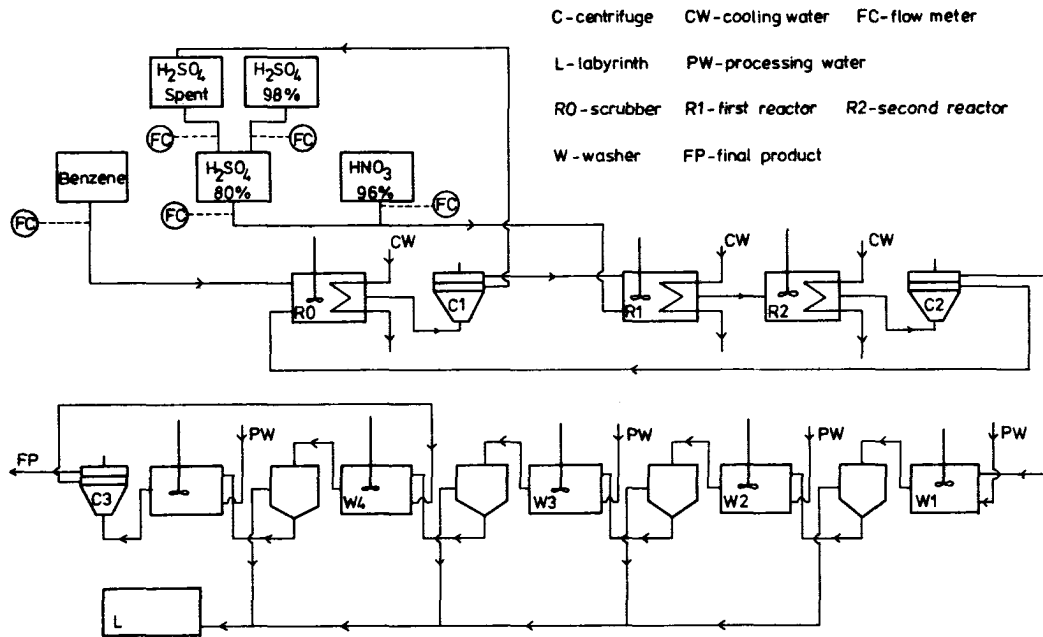 C-centrifuge CW-cooling water FC-flow meter
L-labyrinth PW-processing water
R0-scrubber R1-first reactor R2-second reactor
W-washer FP-final product
H2SO4
Spent
H2SO4
98%
FC
FC
Benzene
H2SO4
80%
HNO3
96%
FC
FC
FC
CW
CW
CW
R0
C1
R1
R2
C2
FP
PW
PW
PW
PW
C3
W4
W3
W2
W1
L